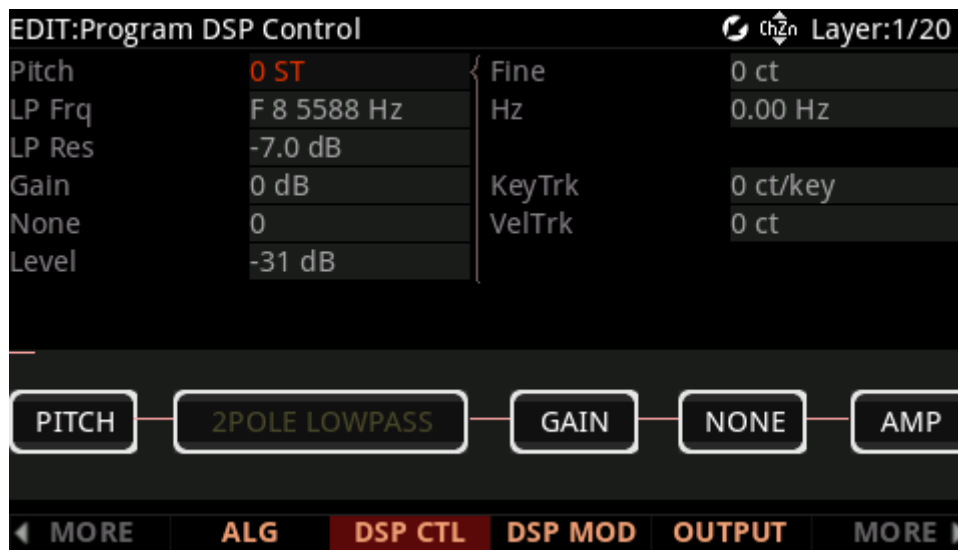 EDIT:Program DSP Control ChZn Layer:1/20
Pitch 0 ST Fine 0 ct
LP Frq F 8 5588 Hz Hz 0.00 Hz
LP Res -7.0 dB
Gain 0 dB KeyTrk 0 ct/key
None 0 VelTrk 0 ct
Level -31 dB
PITCH 2POLE LOWPASS GAIN NONE AMP
MORE ALG DSP CTL DSP MOD OUTPUT MORE